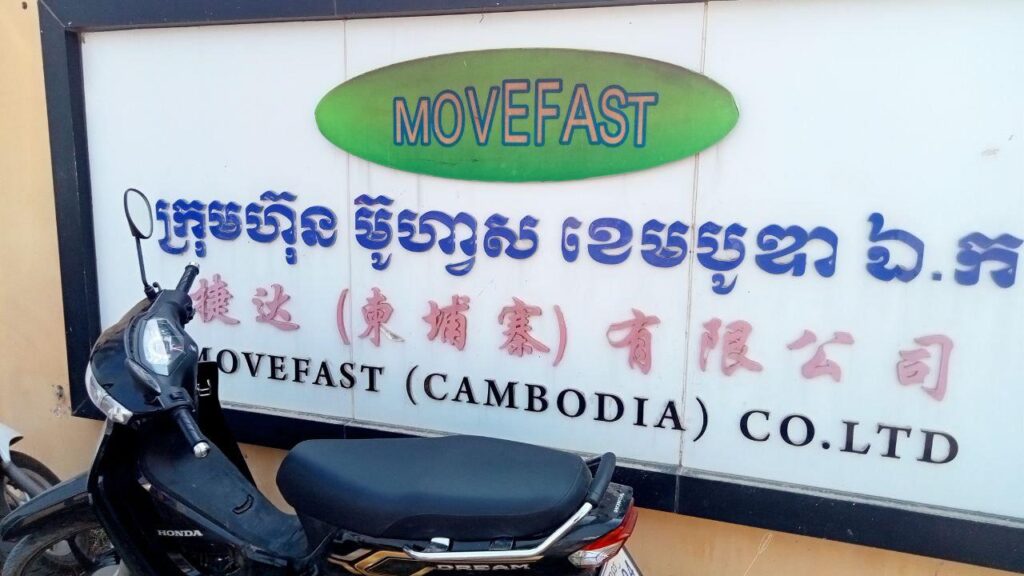 MOVEFAST
ក្រុមហ៊ុន ម៉ូហ្វាស ខេមបូឌា ឯ.ក
捷达（柬埔寨）有限公司
MOVEFAST (CAMBODIA) CO.LTD
HONDA
DREAM